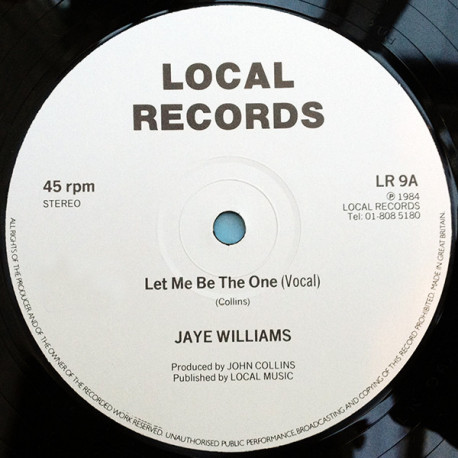 LOCAL
RECORDS
45 rpm
STEREO
LR 9A
℗ 1984
LOCAL RECORDS
Tel: 01-808 5180
Let Me Be The One (Vocal)
(Collins)
JAYE WILLIAMS
Produced by JOHN COLLINS
Published by LOCAL MUSIC
ALL RIGHTS OF THE PRODUCER AND OF THE OWNER OF THE RECORDED WORK RESERVED. UNAUTHORISED PUBLIC PERFORMANCE, BROADCASTING AND COPYING OF THIS RECORD PROHIBITED. MADE IN GREAT BRITAIN.